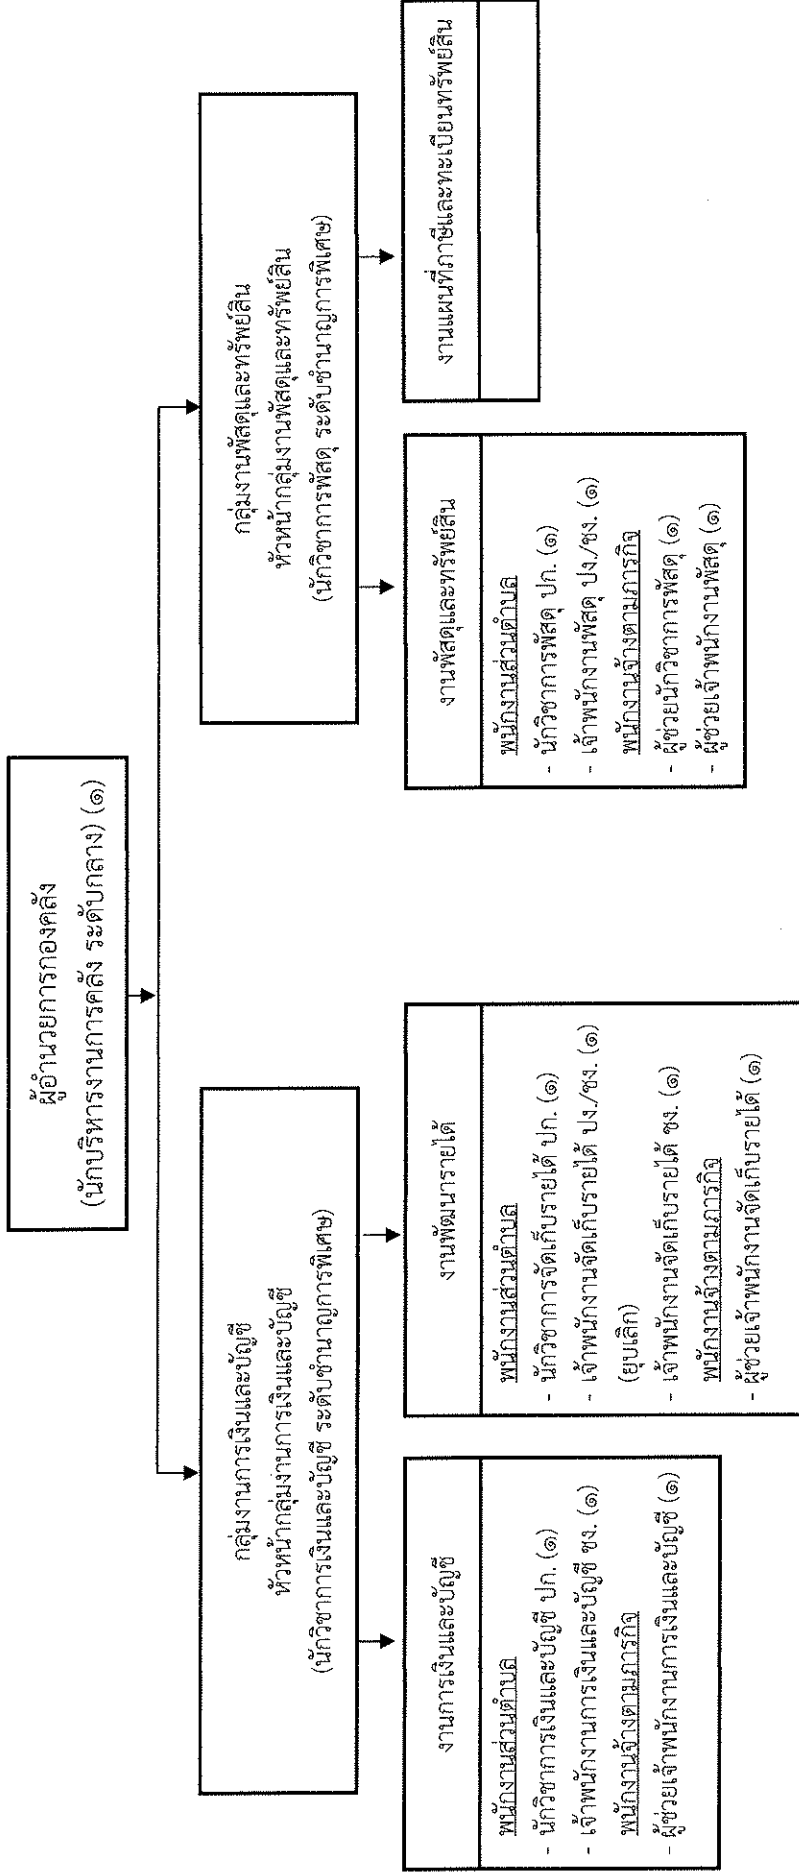 ผู้อำนวยการกองคลัง
(นักบริหารงานการคลัง ระดับกลาง) (๑)
กลุ่มงานการเงินและบัญชี
หัวหน้ากลุ่มงานการเงินและบัญชี
(นักวิชาการเงินและบัญชี ระดับชำนาญการพิเศษ)
กลุ่มงานพัสดุและทรัพย์สิน
หัวหน้ากลุ่มงานพัสดุและทรัพย์สิน
(นักวิชาการพัสดุ ระดับชำนาญการพิเศษ)
งานการเงินและบัญชี
พนักงานส่วนตำบล
- นักวิชาการเงินและบัญชี ปก. (๑)
- เจ้าพนักงานการเงินและบัญชี ชง. (๑)
พนักงานจ้างตามภารกิจ
- ผู้ช่วยเจ้าพนักงานการเงินและบัญชี (๑)
งานพัฒนารายได้
พนักงานส่วนตำบล
- นักวิชาการจัดเก็บรายได้ ปก. (๑)
- เจ้าพนักงานจัดเก็บรายได้ ปง./ชง. (๑)
(ยุบเลิก)
- เจ้าพนักงานจัดเก็บรายได้ ชง. (๑)
พนักงานจ้างตามภารกิจ
- ผู้ช่วยเจ้าพนักงานจัดเก็บรายได้ (๑)
งานพัสดุและทรัพย์สิน
พนักงานส่วนตำบล
- นักวิชาการพัสดุ ปก. (๑)
- เจ้าพนักงานพัสดุ ปง./ชง. (๑)
พนักงานจ้างตามภารกิจ
- ผู้ช่วยนักวิชาการพัสดุ (๑)
- ผู้ช่วยเจ้าพนักงานพัสดุ (๑)
งานแผนที่ภาษีและทะเบียนทรัพย์สิน